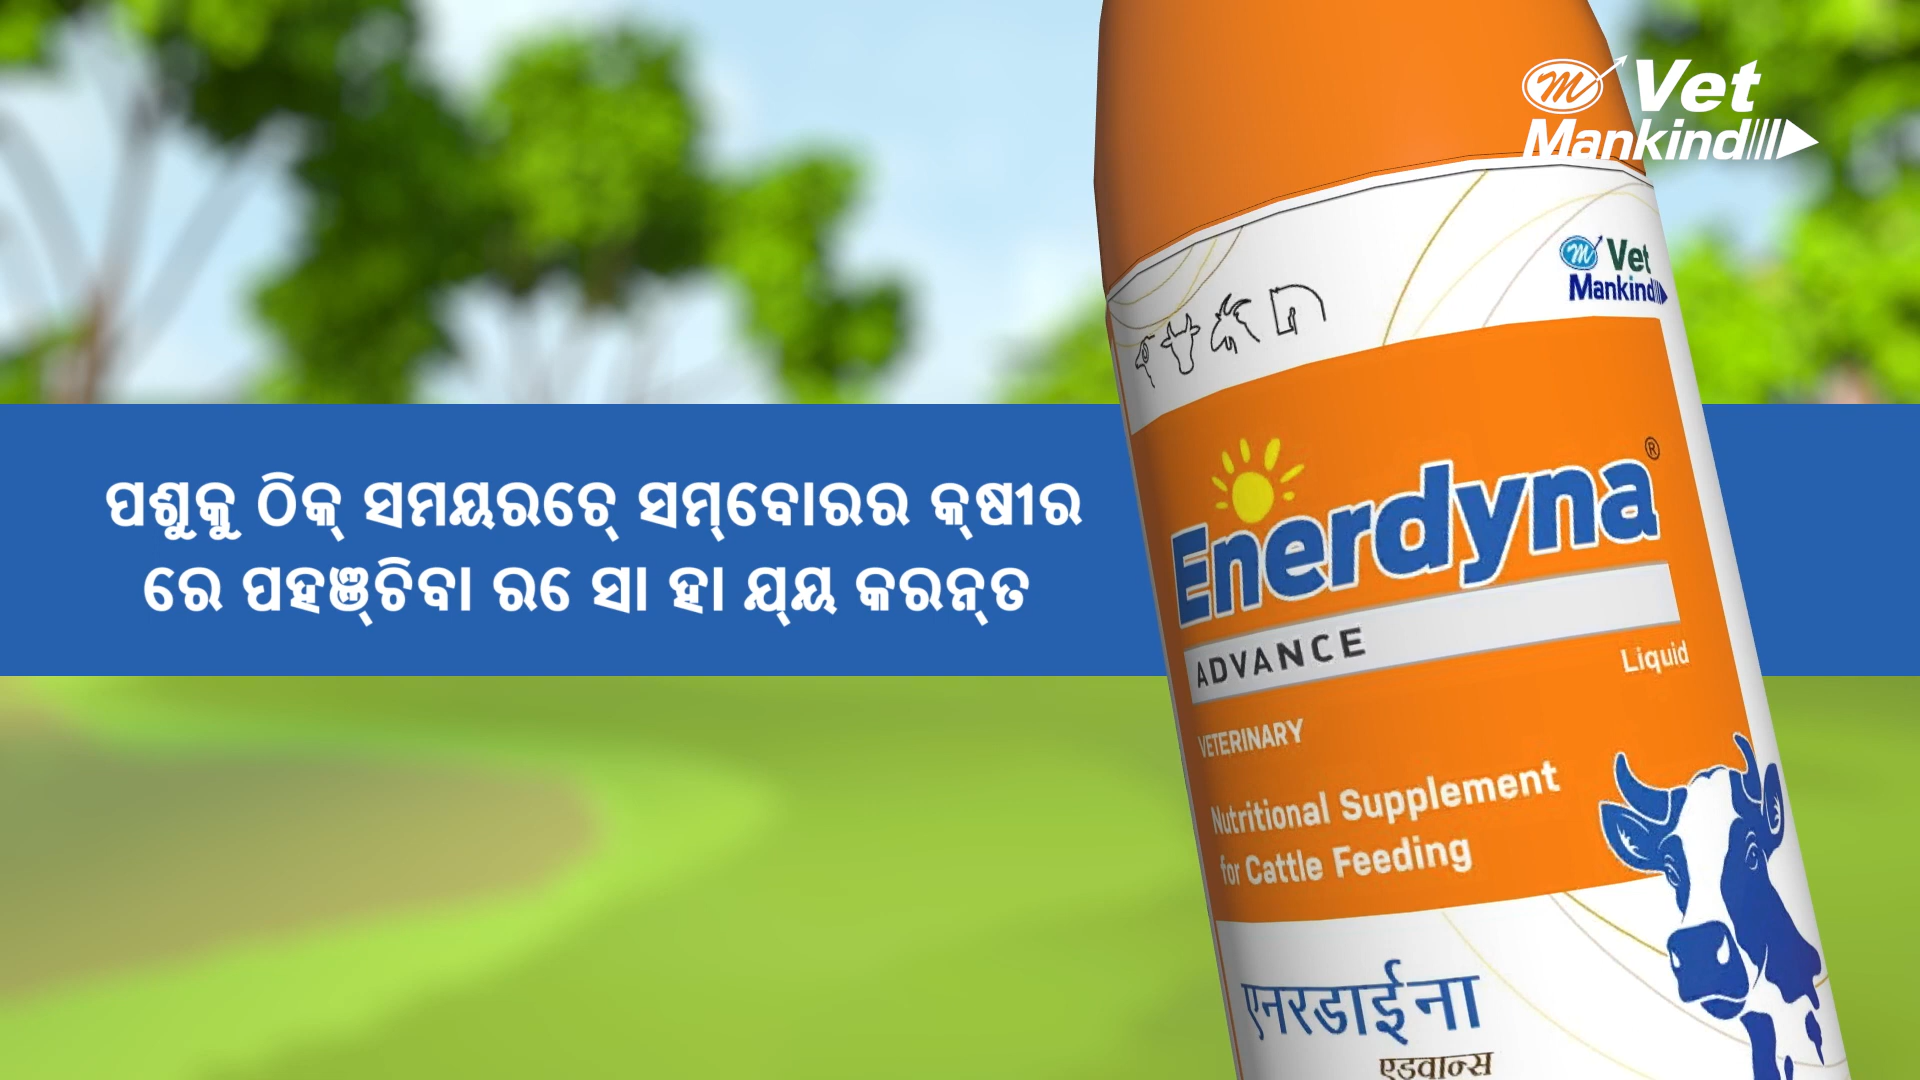 Vet
Mankind
Vet
Mankind
ପଶୁକୁ ଠିକ୍ ସମୟରଚେ୍ ସମ୍‌ବୋରର କ୍‌ଷୀର
ରେ ପହଞ୍ଚ୍‌ଚିବା ର େ ସା ହା ଯ୍‌ୟ କରନ୍‌ତ
Enerdyna®
ADVANCE
Liquid
VETERINARY
Nutritional Supplement
for Cattle Feeding
एनरडाईना
एडवान्स